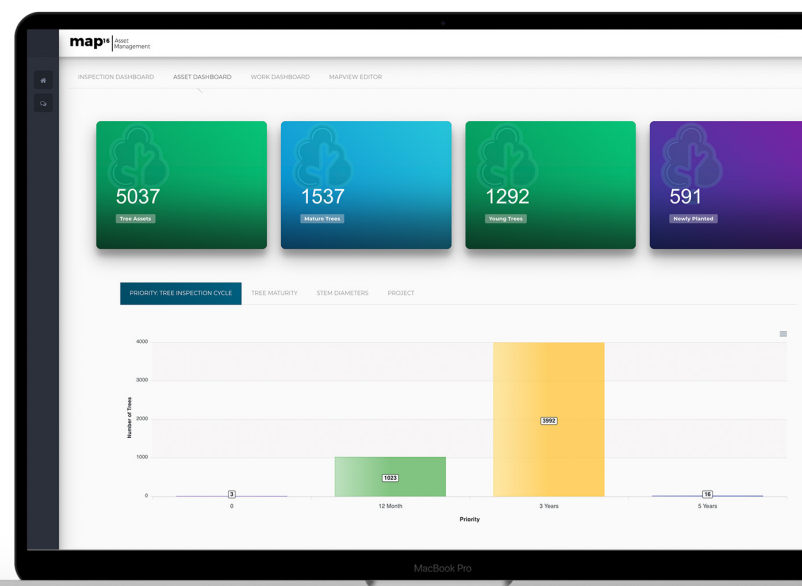 map16 Asset
Management
INSPECTION DASHBOARD ASSET DASHBOARD WORK DASHBOARD MAPVIEW EDITOR
5037 1537 1292 591
Tree Assets Mature Trees Young Trees Newly Planted
PRIORITY: TREE INSPECTION CYCLE TREE MATURITY STEM DIAMETERS PROJECT
4000
3000
2000
1000
0
Number of Trees
3 1023 3992 16
0 12 Month 3 Years 5 Years
Priority
MacBook Pro